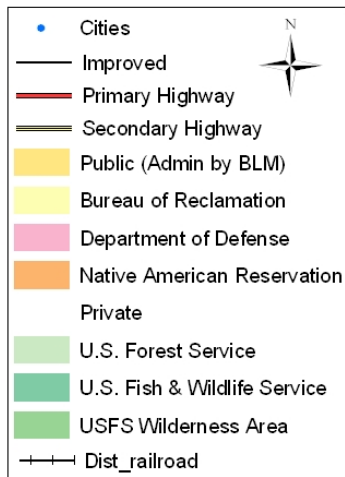 N
Cities
Improved
Primary Highway
Secondary Highway
Public (Admin by BLM)
Bureau of Reclamation
Department of Defense
Native American Reservation
Private
U.S. Forest Service
U.S. Fish & Wildlife Service
USFS Wilderness Area
Dist_railroad